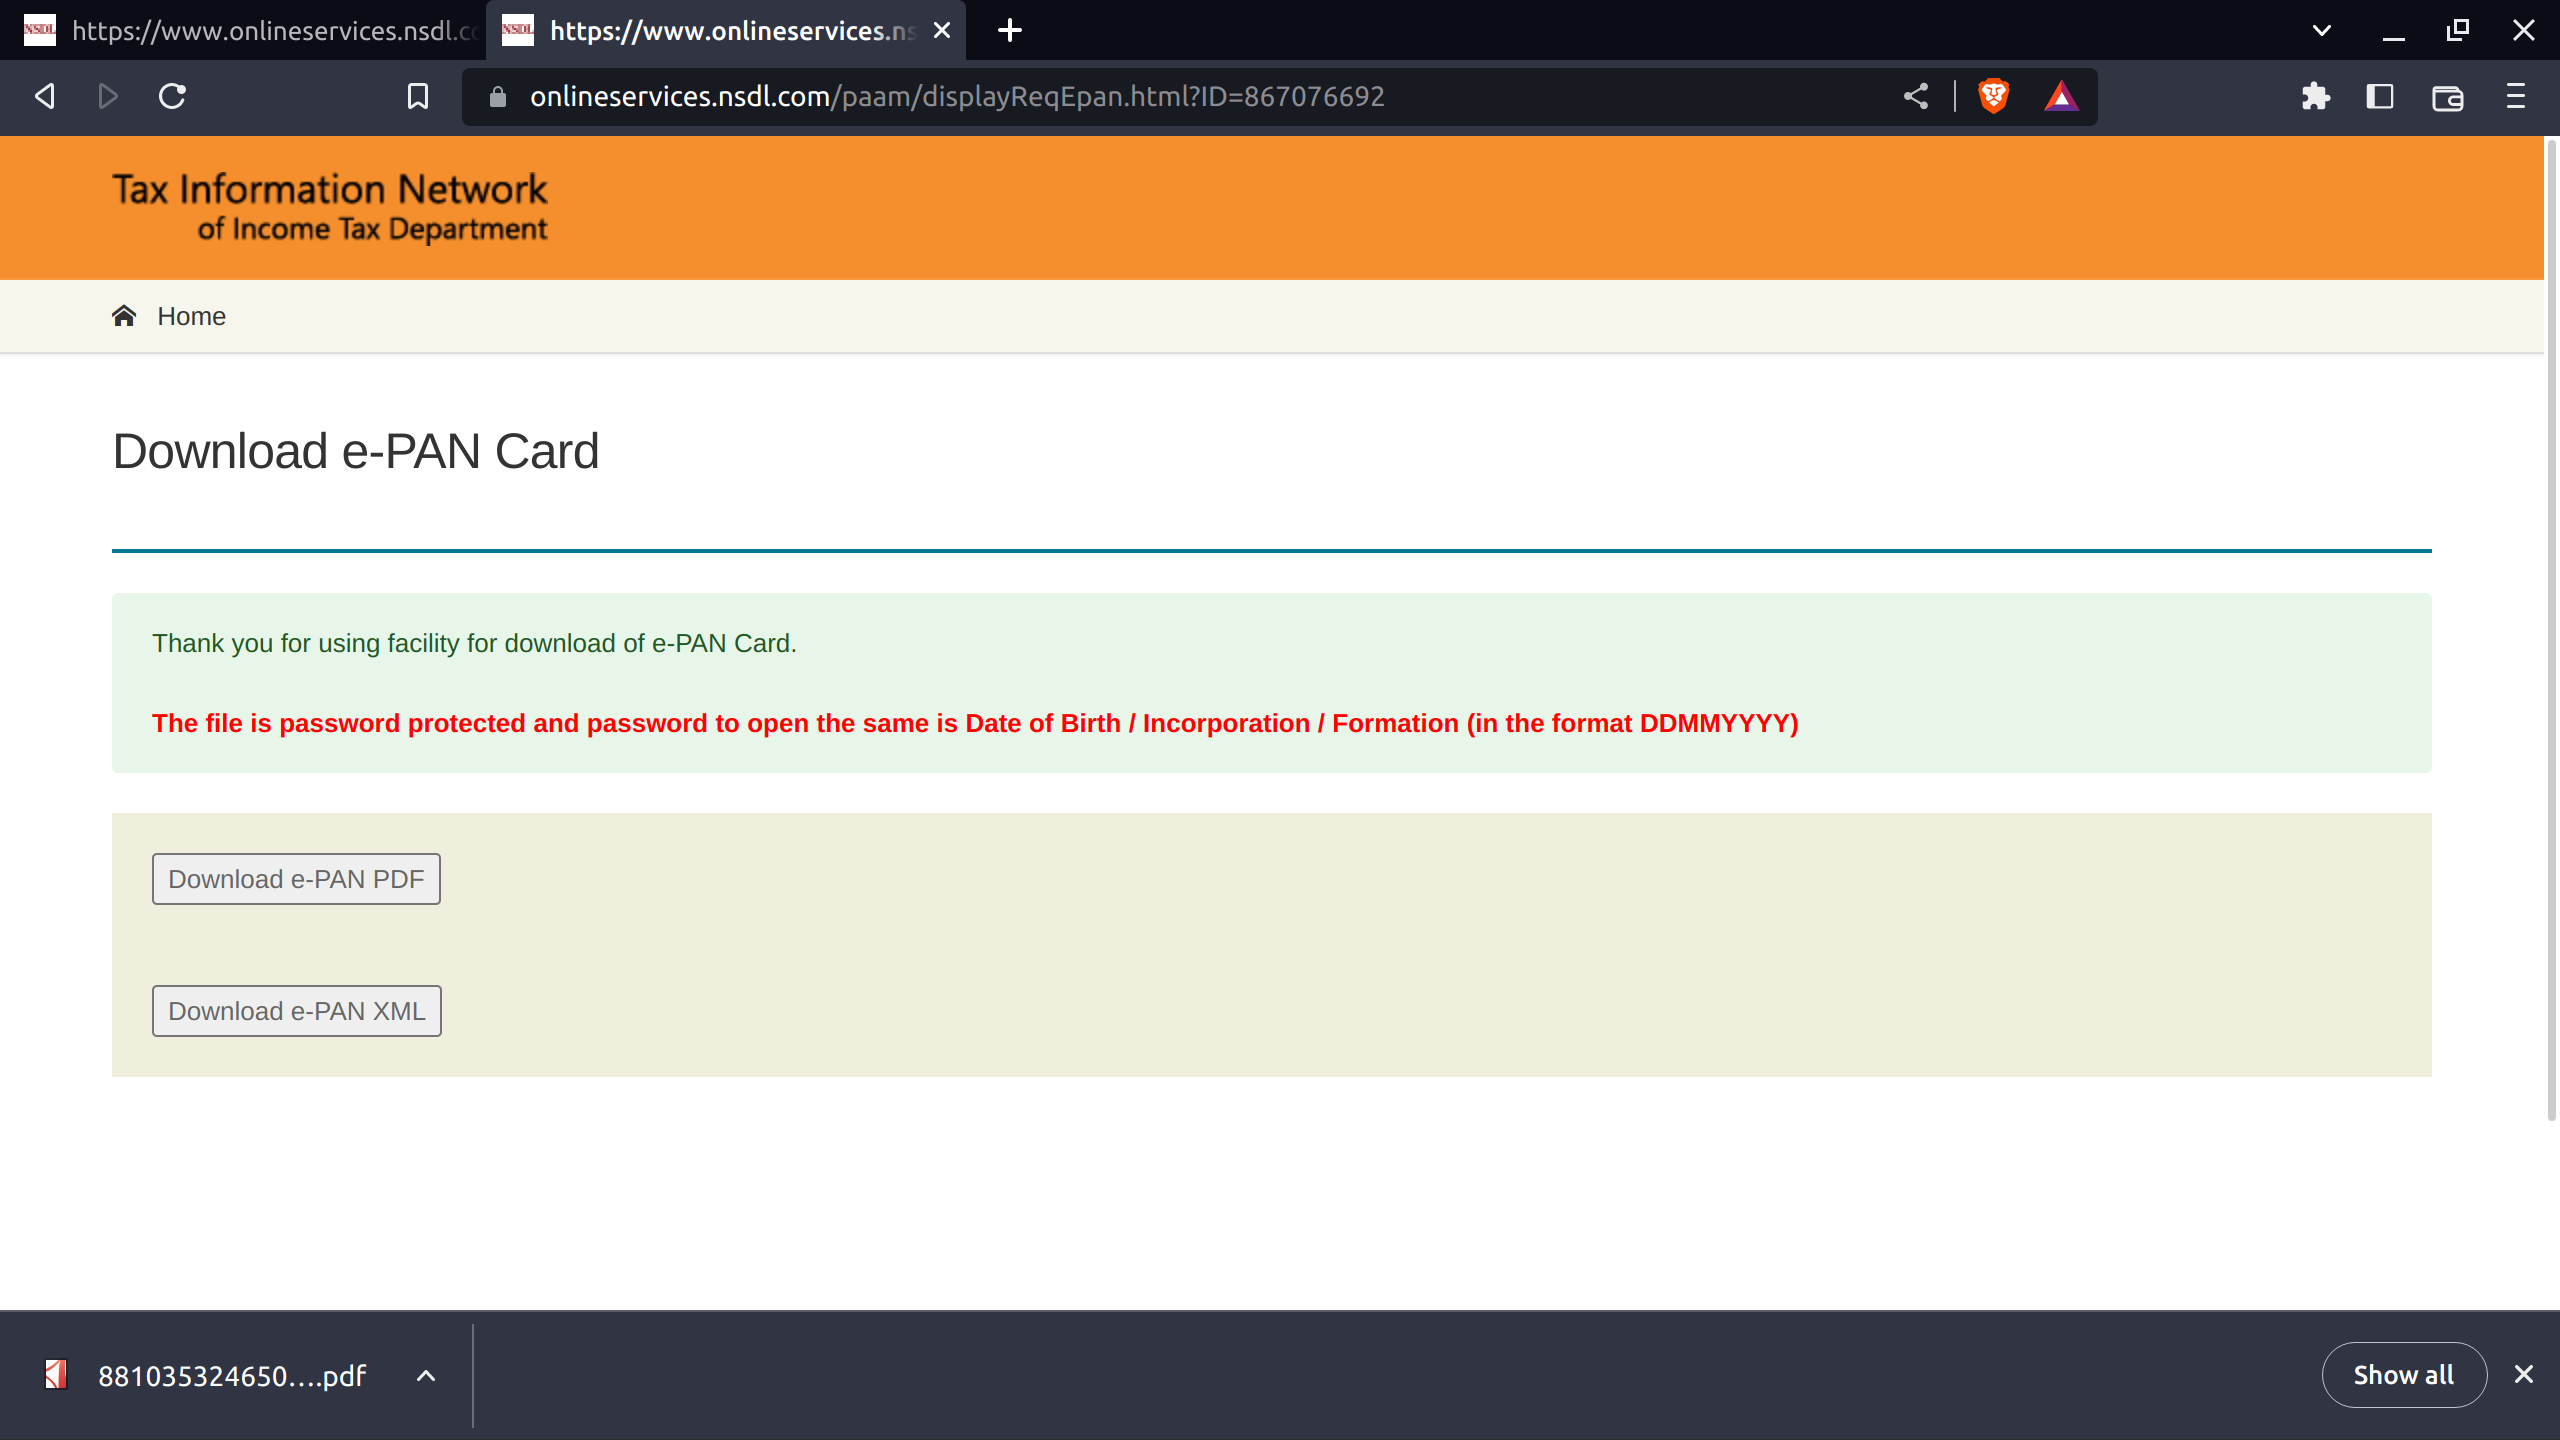 https://www.onlineservices.nsdl.co
https://www.onlineservices.ns
onlineservices.nsdl.com/paam/displayReqEpan.html?ID=867076692
Tax Information Network
of Income Tax Department
Home
Download e-PAN Card
Thank you for using facility for download of e-PAN Card.
The file is password protected and password to open the same is Date of Birth / Incorporation / Formation (in the format DDMMYYYY)
Download e-PAN PDF
Download e-PAN XML
881035324650....pdf
Show all